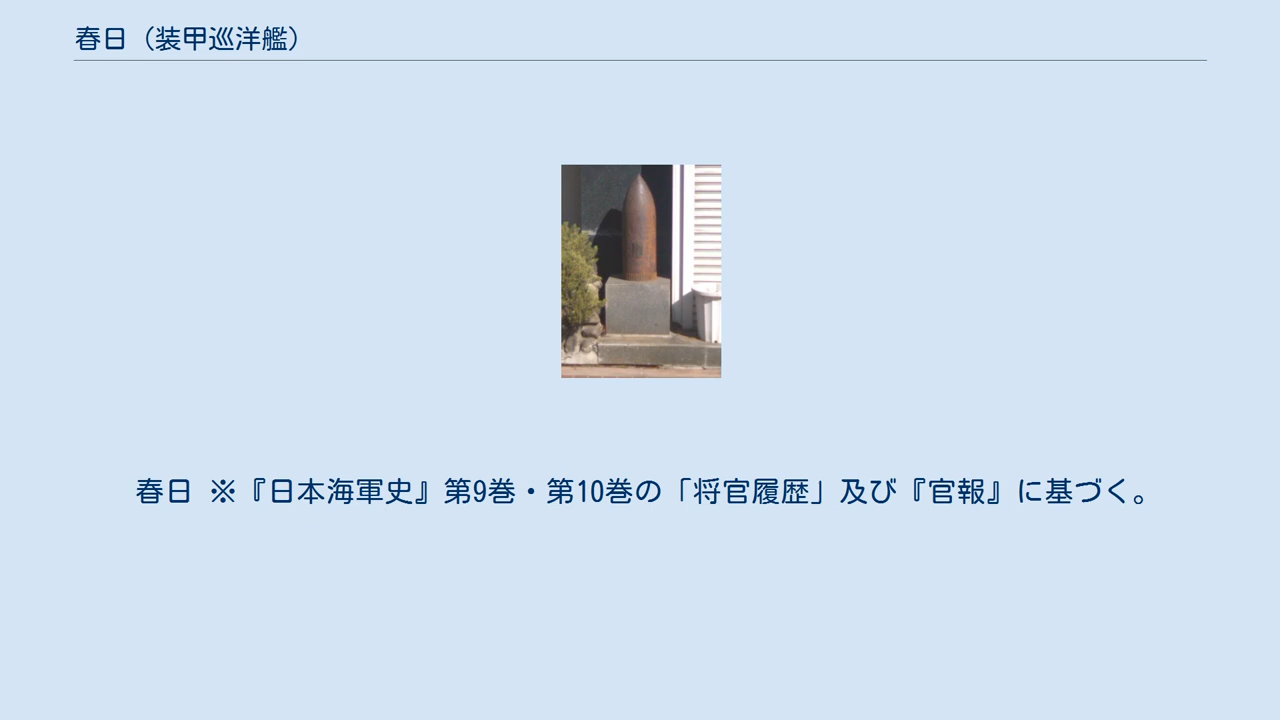 春日（装甲巡洋艦）
春日 ※『日本海軍史』第9巻・第10巻の「将官履歴」及び『官報』に基づく。